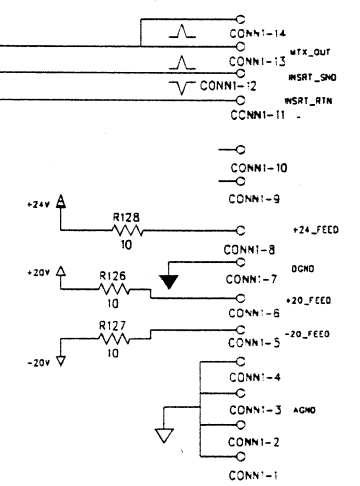 CONN1-14
MTX_OUT
CONN1-13
INSRT_SND
CONN1-12
INSRT_RTN
CONN1-11
CONN1-10
CONN1-9
+24V
R128
10
+24_FEED
CONN1-8
DGND
CONN1-7
+20V
R126
10
+20_FEED
CONN1-6
R127
10
-20_FEED
CONN1-5
-20V
CONN1-4
CONN1-3
AGND
CONN1-2
CONN1-1